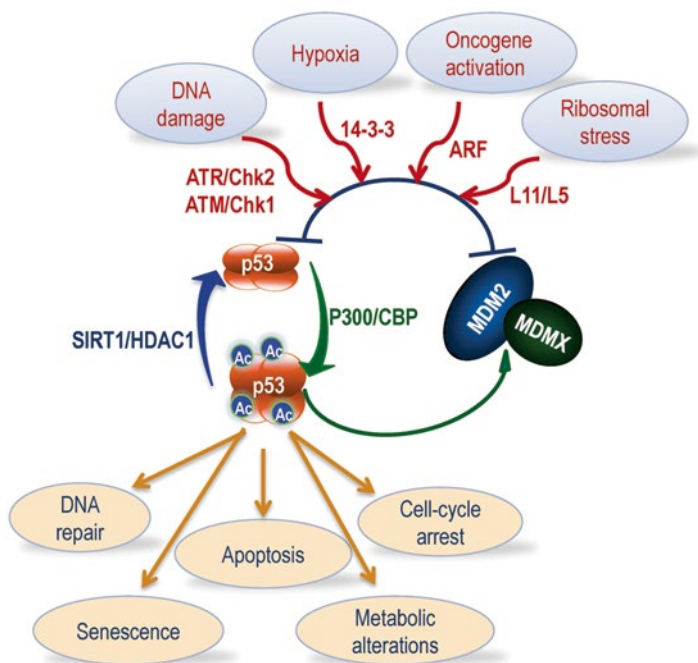 Hypoxia
Oncogene
activation
DNA
damage
Ribosomal
stress
14-3-3
ARF
ATR/Chk2
ATM/Chk1
L11/L5
p53
MDM2
MDMX
SIRT1/HDAC1
P300/CBP
Ac
Ac
p53
Ac
Ac
DNA
repair
Cell-cycle
arrest
Apoptosis
Senescence
Metabolic
alterations